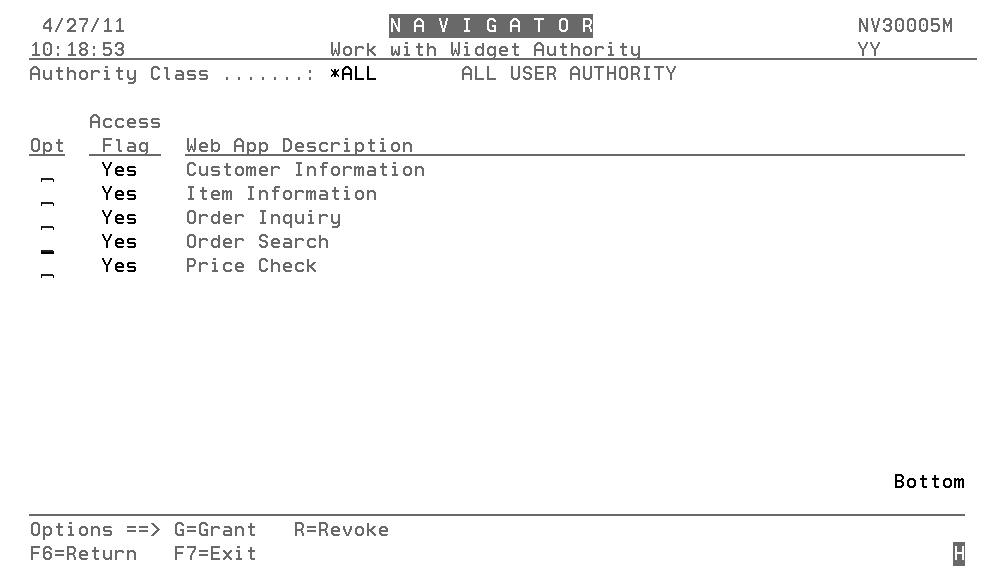 4/27/11 N A V I G A T O R NV30005M
10:18:53 Work with Widget Authority YY
Authority Class .......: *ALL ALL USER AUTHORITY
Access
Opt Flag Web App Description
_ Yes Customer Information
_ Yes Item Information
_ Yes Order Inquiry
_ Yes Order Search
_ Yes Price Check
Bottom
Options ==> G=Grant R=Revoke
F6=Return F7=Exit H